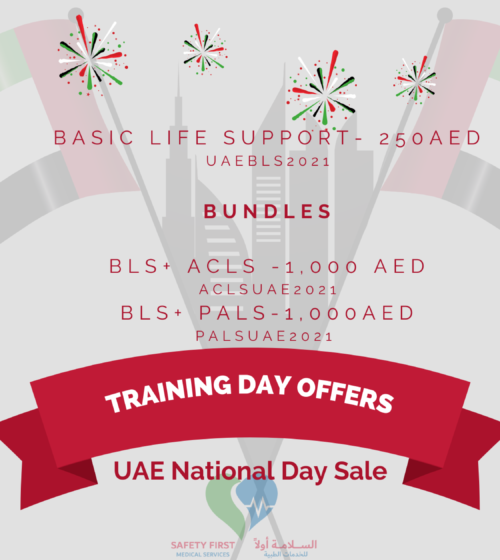 BASIC LIFE SUPPORT- 250AED
UAEBLS2021
BUNDLES
BLS+ ACLS -1,000 AED
ACLSUAE2021
BLS+ PALS-1,000AED
PALSUAE2021
TRAINING DAY OFFERS
UAE National Day Sale
SAFETY FIRST السـلامـة أولاً
MEDICAL SERVICES للخدمات الطبية